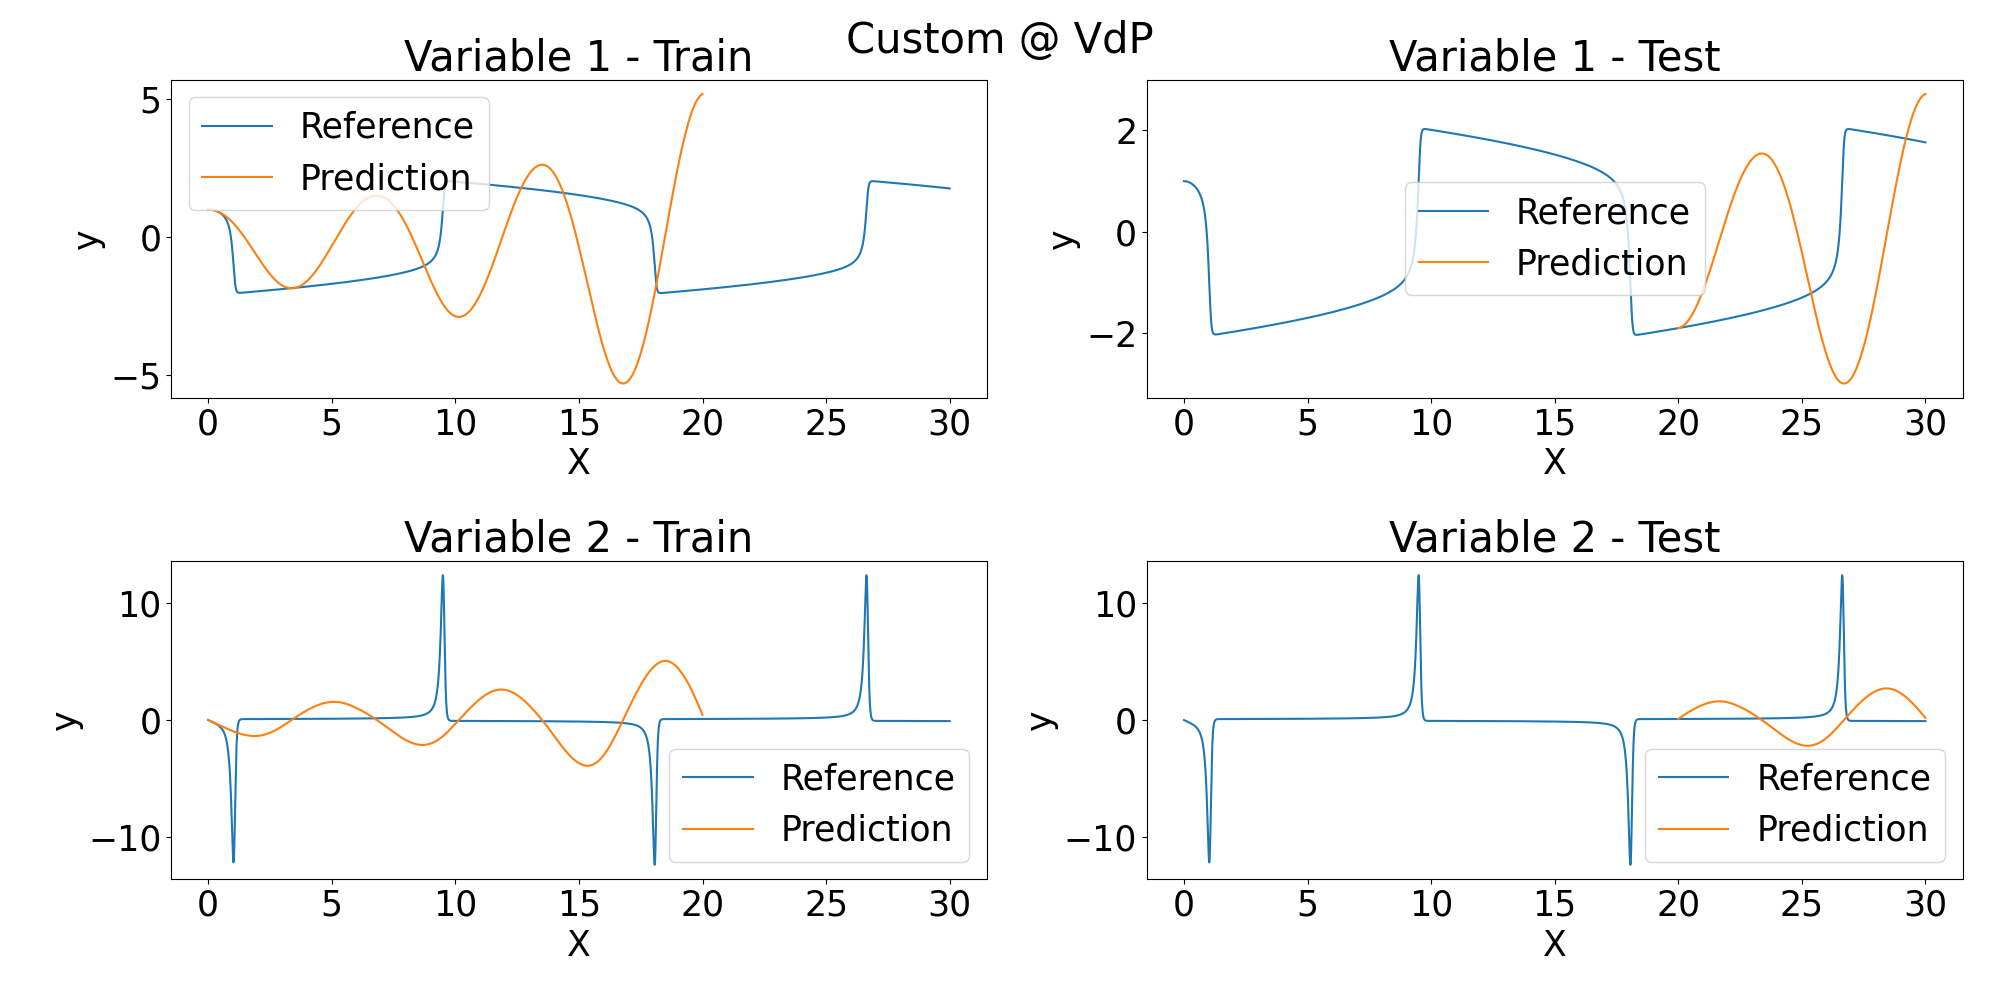 Custom @ VdP
Variable 1 - Train
5
0
−5
y
Reference
Prediction
0 5 10 15 20 25 30
X
Variable 1 - Test
2
0
−2
y
Reference
Prediction
0 5 10 15 20 25 30
X
Variable 2 - Train
10
0
−10
y
Reference
Prediction
0 5 10 15 20 25 30
X
Variable 2 - Test
10
0
−10
y
Reference
Prediction
0 5 10 15 20 25 30
X